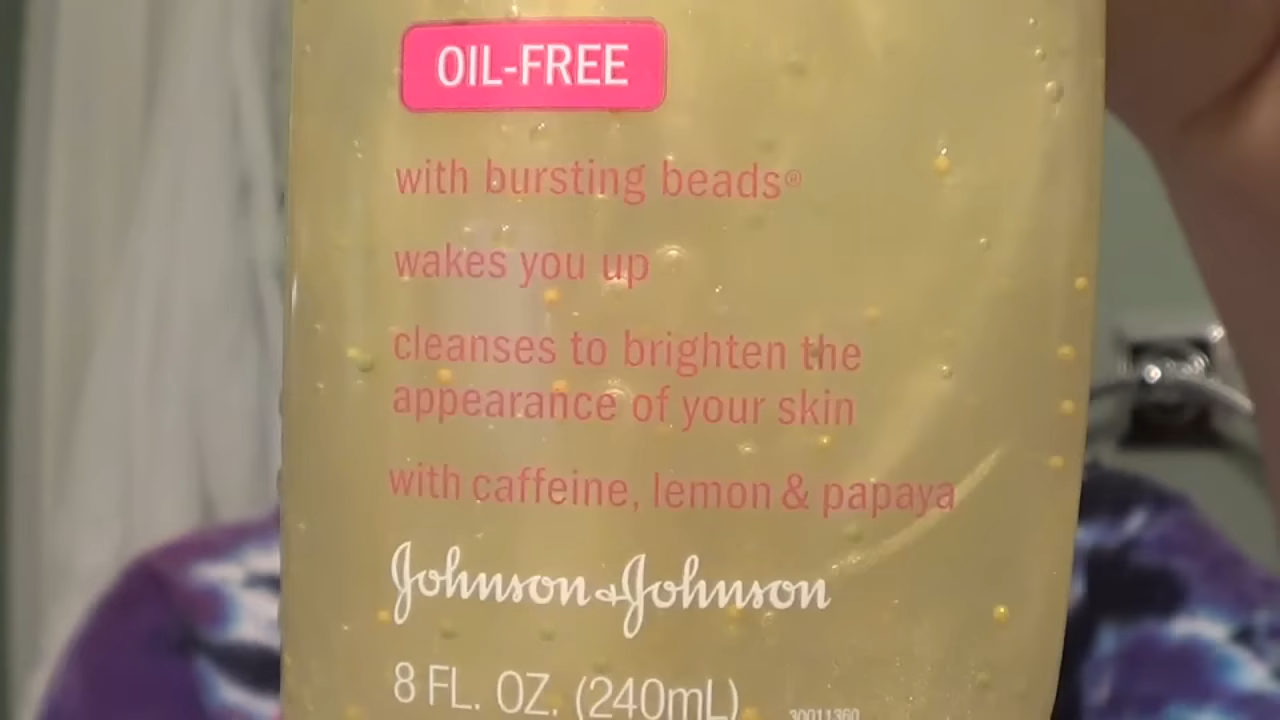 OIL-FREE
with bursting beads®
wakes you up
cleanses to brighten the
appearance of your skin
with caffeine, lemon & papaya
Johnson & Johnson
8 FL. OZ. (240mL)
30011360